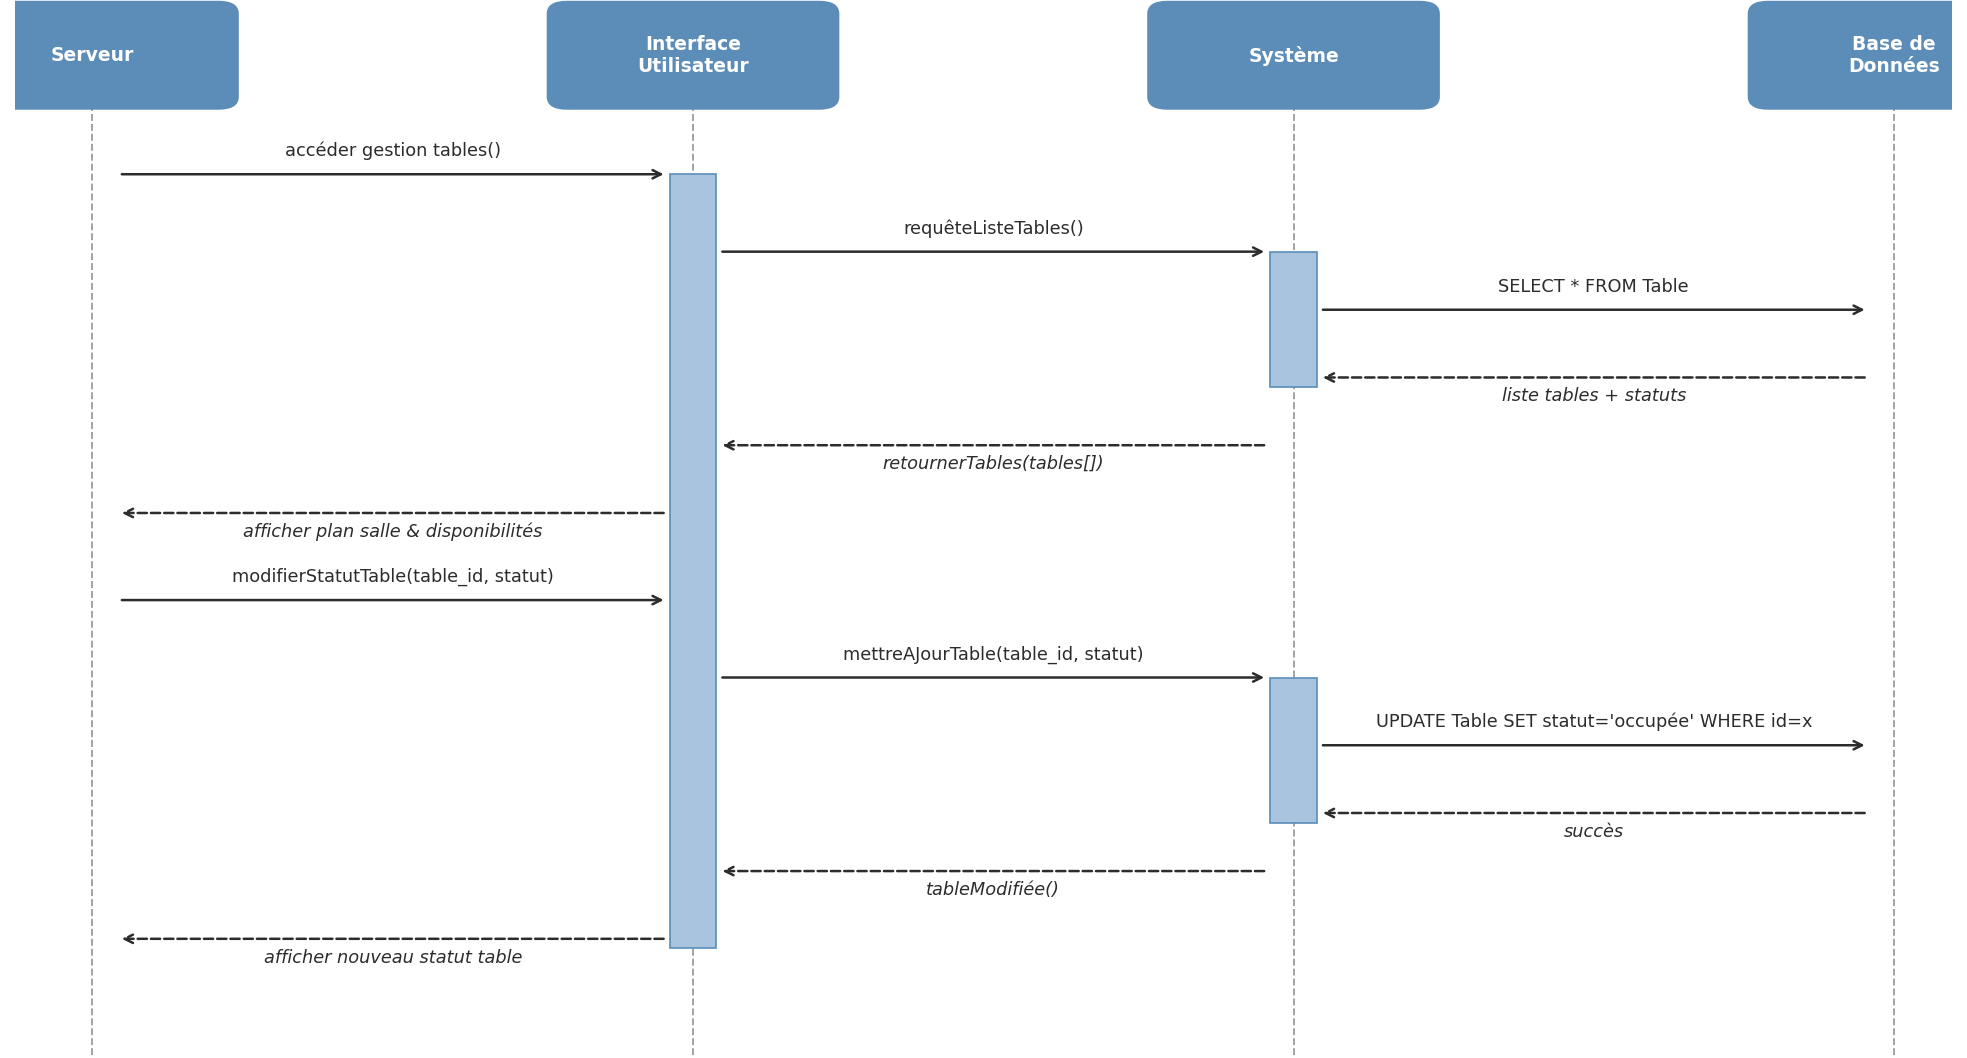 Serveur
Interface
Utilisateur
Système
Base de
Données
accéder gestion tables()
requêteListeTables()
SELECT * FROM Table
liste tables + statuts
retournerTables(tables[])
afficher plan salle & disponibilités
modifierStatutTable(table_id, statut)
mettreAJourTable(table_id, statut)
UPDATE Table SET statut='occupée' WHERE id=x
succès
tableModifiée()
afficher nouveau statut table